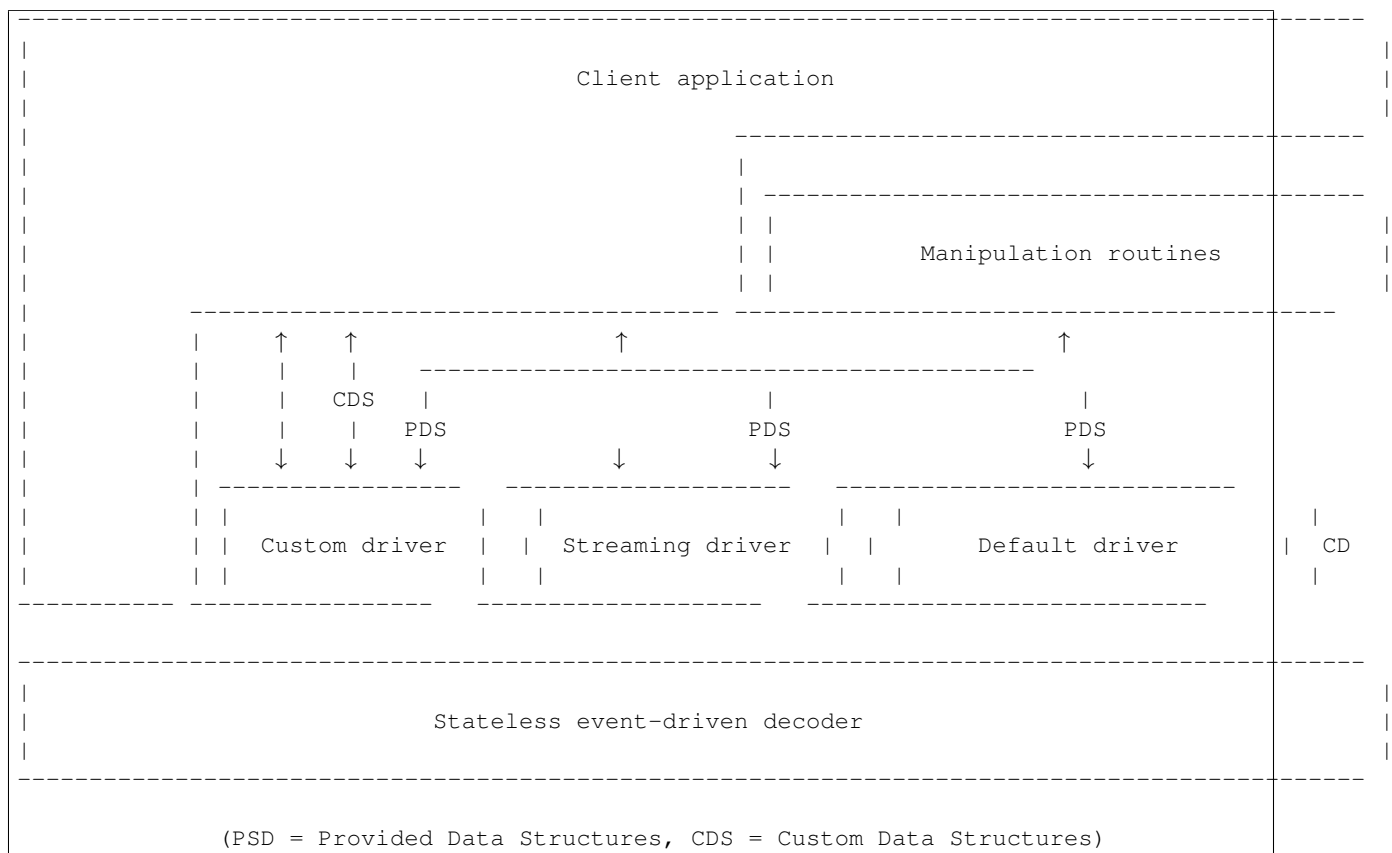 Client application
Manipulation routines
CDS
PDS PDS PDS
Custom driver Streaming driver Default driver CD
Stateless event-driven decoder
(PSD = Provided Data Structures, CDS = Custom Data Structures)